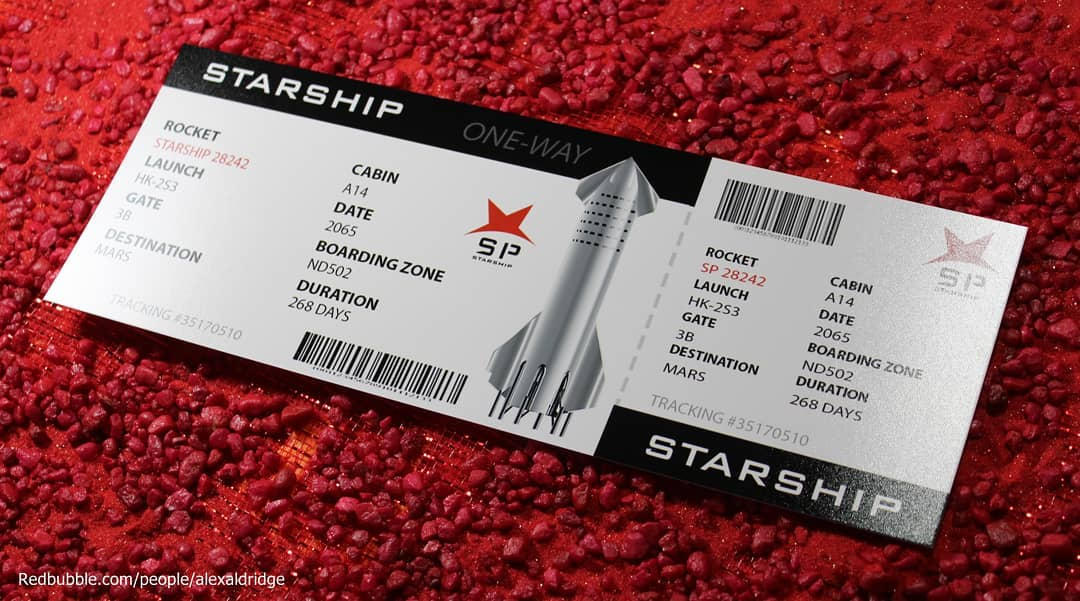 STARSHIP
ONE-WAY
ROCKET
STARSHIP 28242
LAUNCH
HK-2S3
GATE
3B
DESTINATION
MARS
TRACKING #35170510
CABIN
A14
DATE
2065
BOARDING ZONE
ND502
DURATION
268 DAYS
SP
STARSHIP
ROCKET
SP 28242
LAUNCH
HK-2S3
GATE
3B
DESTINATION
MARS
TRACKING #35170510
CABIN
A14
DATE
2065
BOARDING ZONE
ND502
DURATION
268 DAYS
SP
STARSHIP
STARSHIP
Redbubble.com/people/alexaldridge